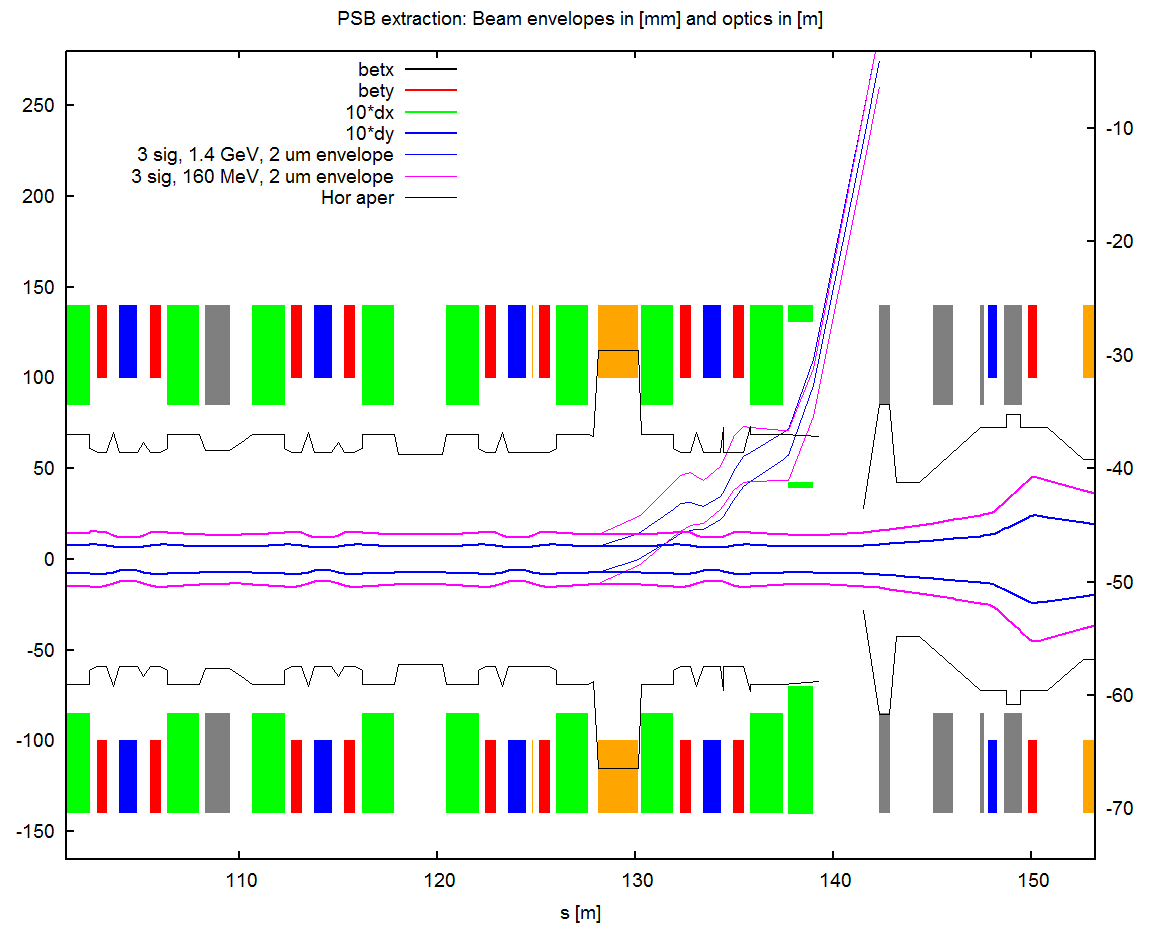 PSB extraction: Beam envelopes in [mm] and optics in [m]
betx
bety
10*dx
10*dy
3 sig, 1.4 GeV, 2 um envelope
3 sig, 160 MeV, 2 um envelope
Hor aper
250
200
150
100
50
0
-50
-100
-150
-10
-20
-30
-40
-50
-60
-70
110
120
130
140
150
s [m]